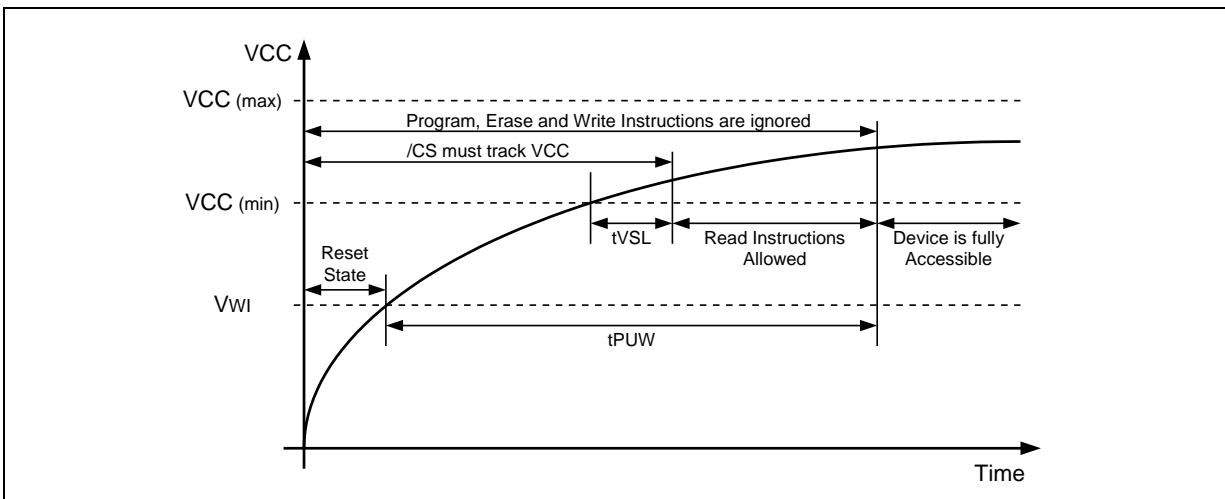 VCC
VCC (max)
Program, Erase and Write Instructions are ignored
/CS must track VCC
VCC (min)
tVSL
Read Instructions
Allowed
Device is fully
Accessible
Reset
State
VWI
tPUW
Time